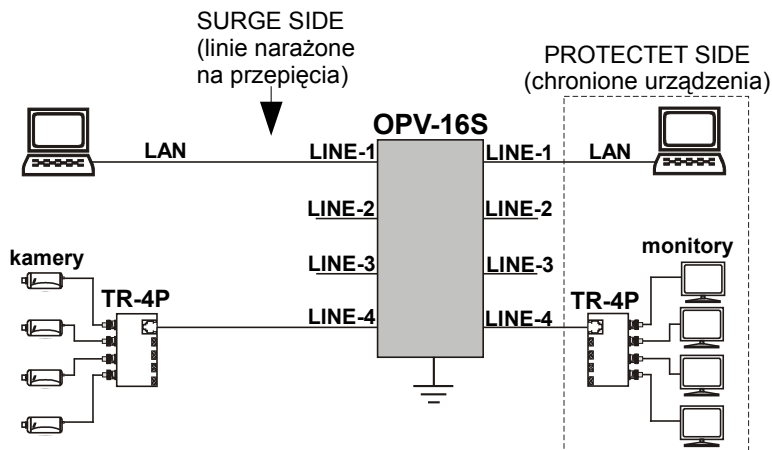 SURGE SIDE
(linie narażone
na przepięcia)
PROTECTET SIDE
(chronione urządzenia)
OPV-16S
LAN
LINE-1
LINE-1
LAN
LINE-2
LINE-2
kamery
monitory
LINE-3
LINE-3
TR-4P
TR-4P
LINE-4
LINE-4